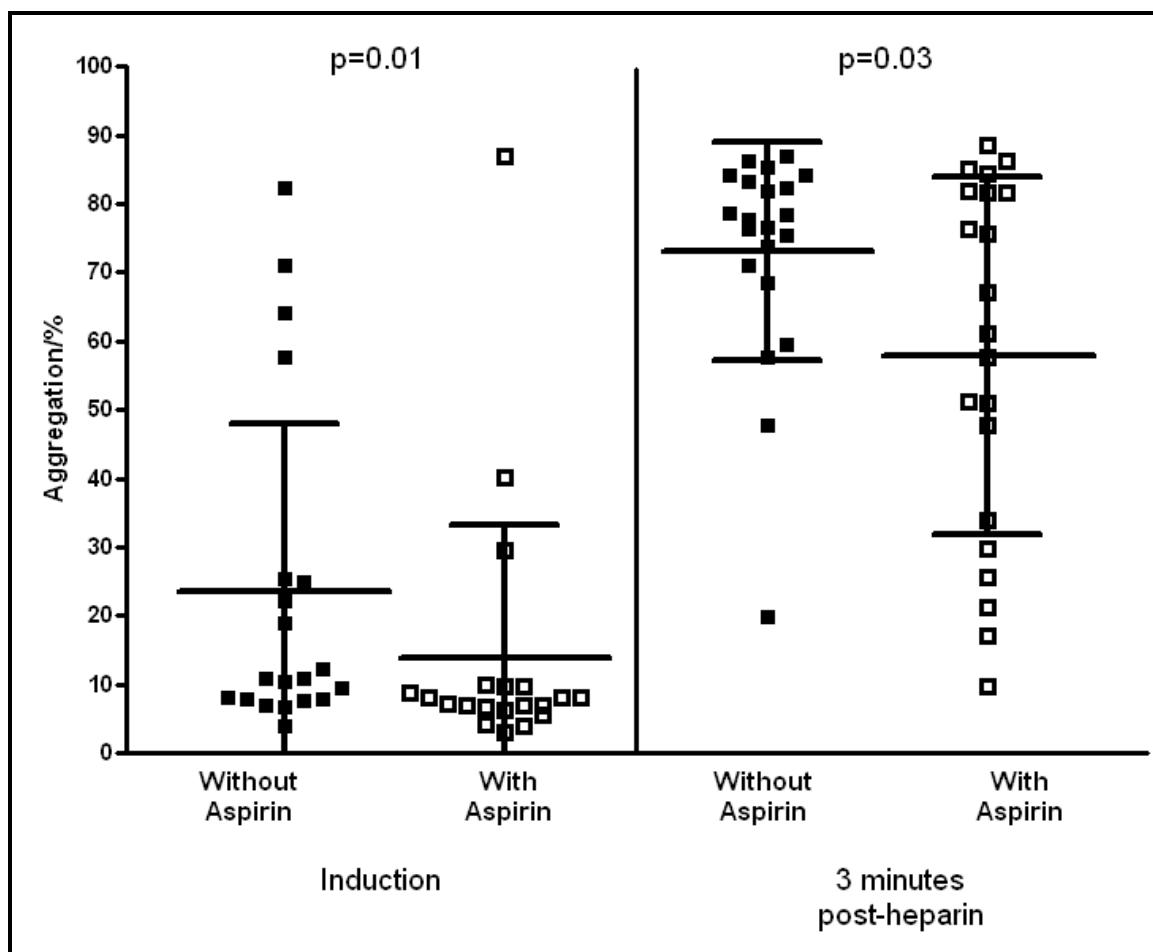 p=0.01
p=0.03
Aggregation/%
100
90
80
70
60
50
40
30
20
10
0
Without
Aspirin
With
Aspirin
Without
Aspirin
With
Aspirin
Induction
3 minutes
post-heparin